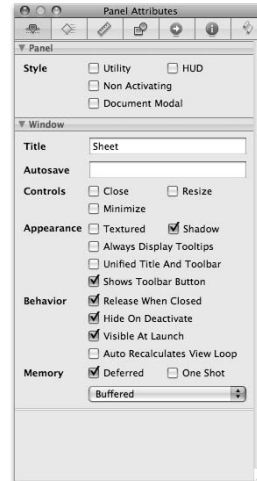 Panel Attributes
Panel
Style Utility HUD
Non Activating
Document Modal
Window
Title Sheet
Autosave
Controls Close Resize
Minimize
Appearance Textured Shadow
Always Display Tooltips
Unified Title And Toolbar
Shows Toolbar Button
Behavior Release When Closed
Hide On Deactivate
Visible At Launch
Auto Recalculates View Loop
Memory Deferred One Shot
Buffered